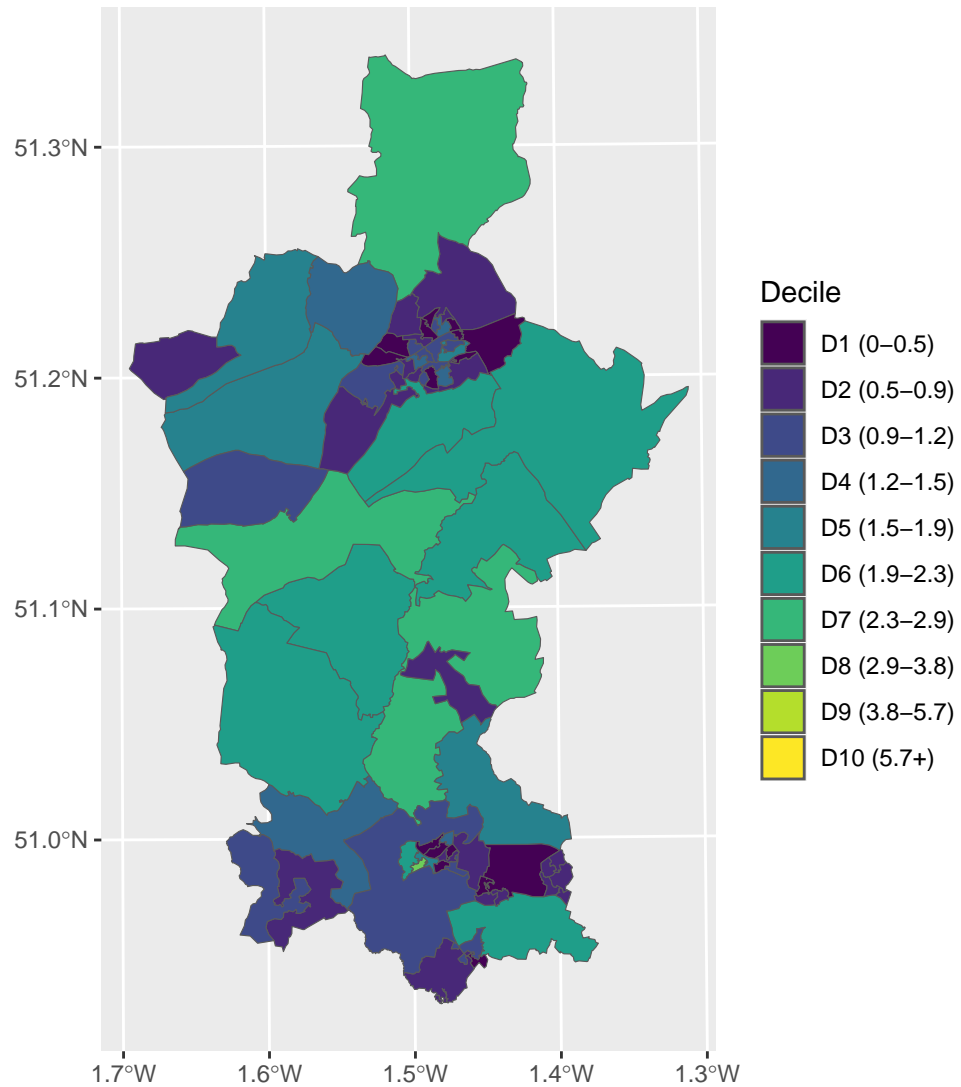 51.3°N
51.2°N
51.1°N
51.0°N
1.7°W
1.6°W
1.5°W
1.4°W
1.3°W
Decile
D1 (0–0.5)
D2 (0.5–0.9)
D3 (0.9–1.2)
D4 (1.2–1.5)
D5 (1.5–1.9)
D6 (1.9–2.3)
D7 (2.3–2.9)
D8 (2.9–3.8)
D9 (3.8–5.7)
D10 (5.7+)